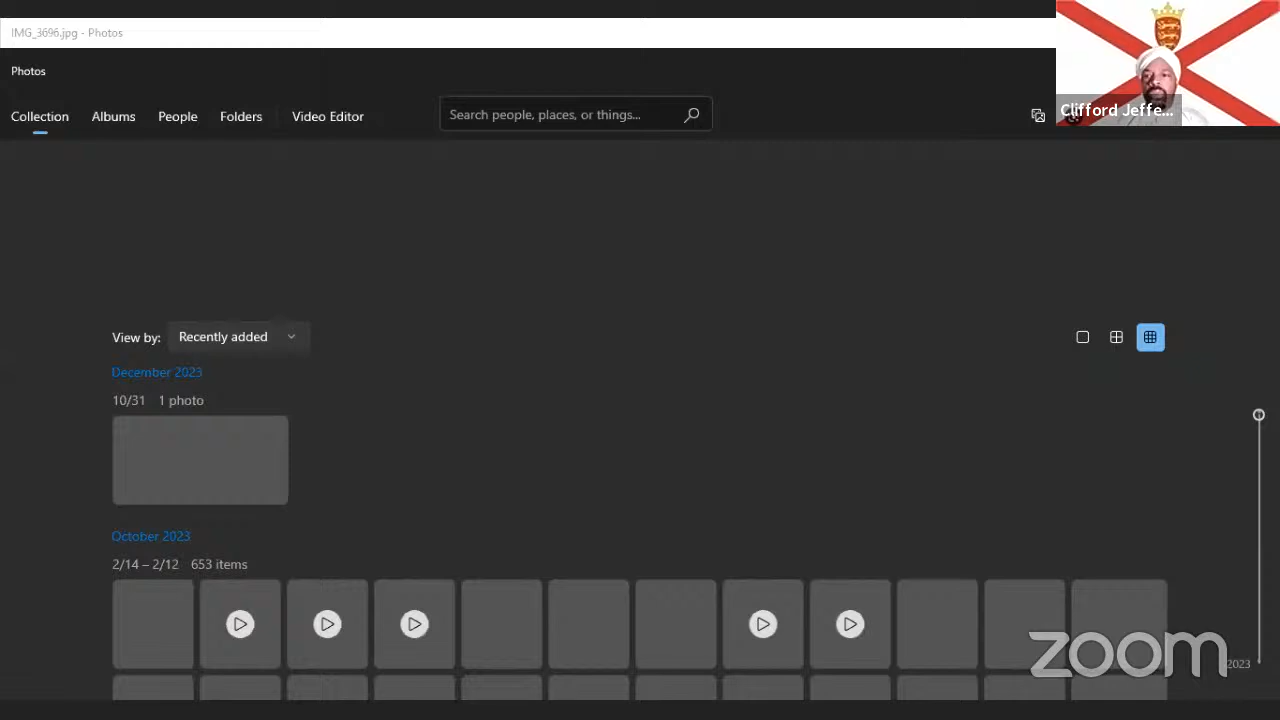 IMG_3696.jpg - Photos
Photos
Collection Albums People Folders Video Editor
Search people, places, or things...
Clifford Jeffe...
View by: Recently added
December 2023
10/31 1 photo
October 2023
2/14 – 2/12 653 items
2023
zoom